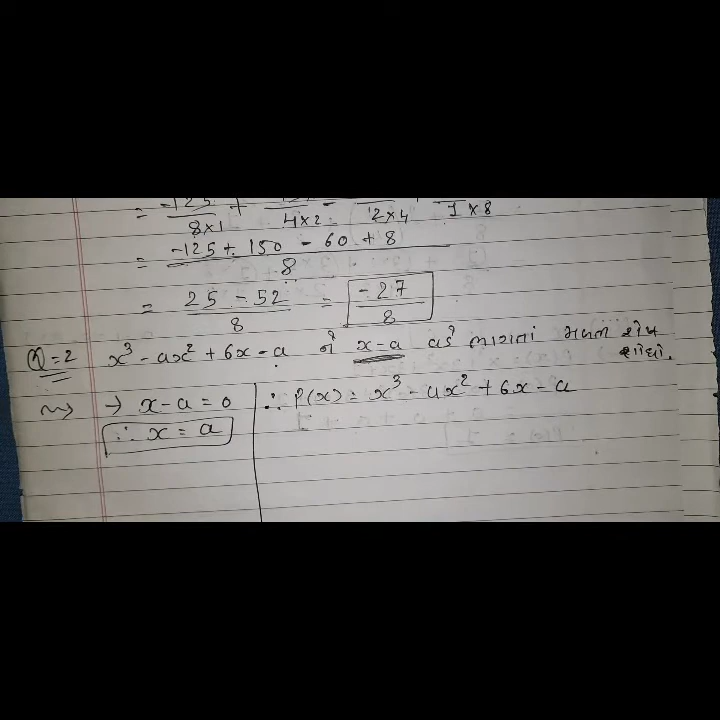 = -125/8×1 + /4×2 - /2×4 /1×8
= -125 + 150 - 60 + 8 / 8
= 25 - 52 / 8 = -27/8
Q=2 x³ - ax² + 6x - a ને x-a વડે ભાગતાં મળતી શેષ
શોધો.
→ x-a=0 ∴ P(x) = x³ - ax² + 6x - a
∴ x = a